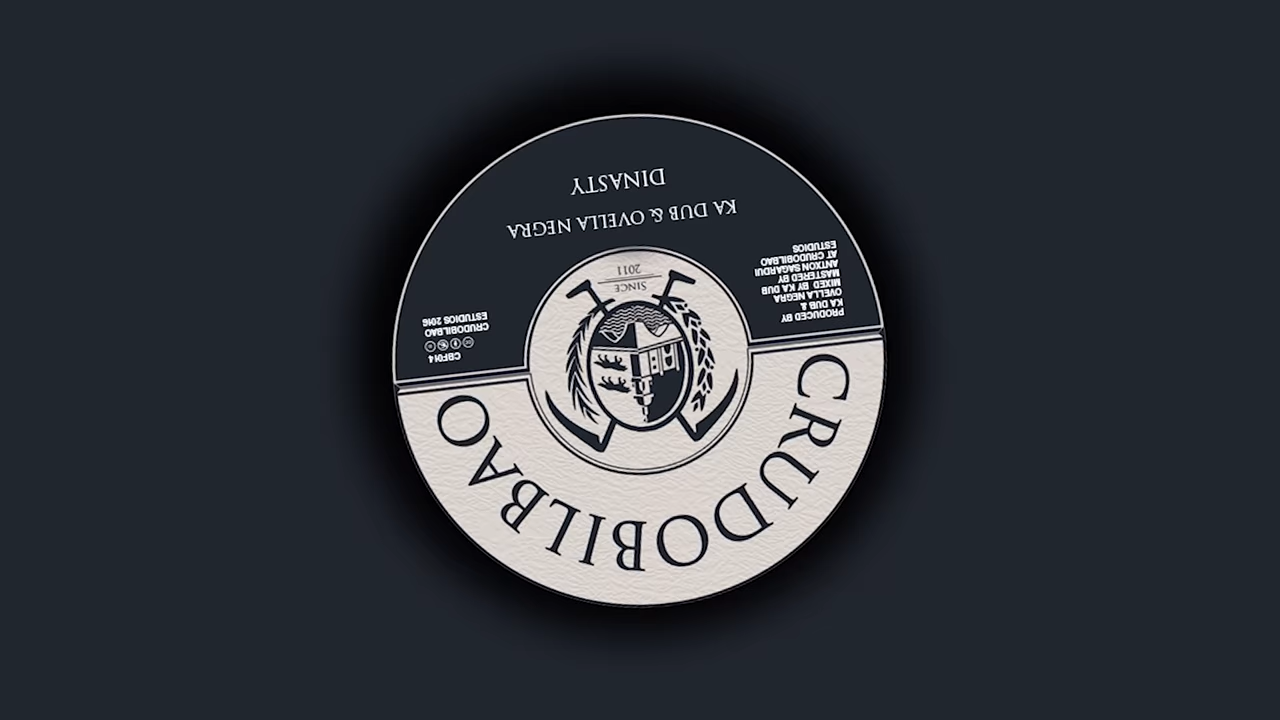 CRUDOBILBAO
SINCE
2011
CBF014
CRUDOBILBAO
ESTUDIOS 2016
PRODUCED BY
KA DUB &
OVELLA NEGRA
MIXED BY KA DUB
MASTERED BY
ANTXON SAGARDUI
AT CRUDOBILBAO
ESTUDIOS
KA DUB & OVELLA NEGRA
DINASTY